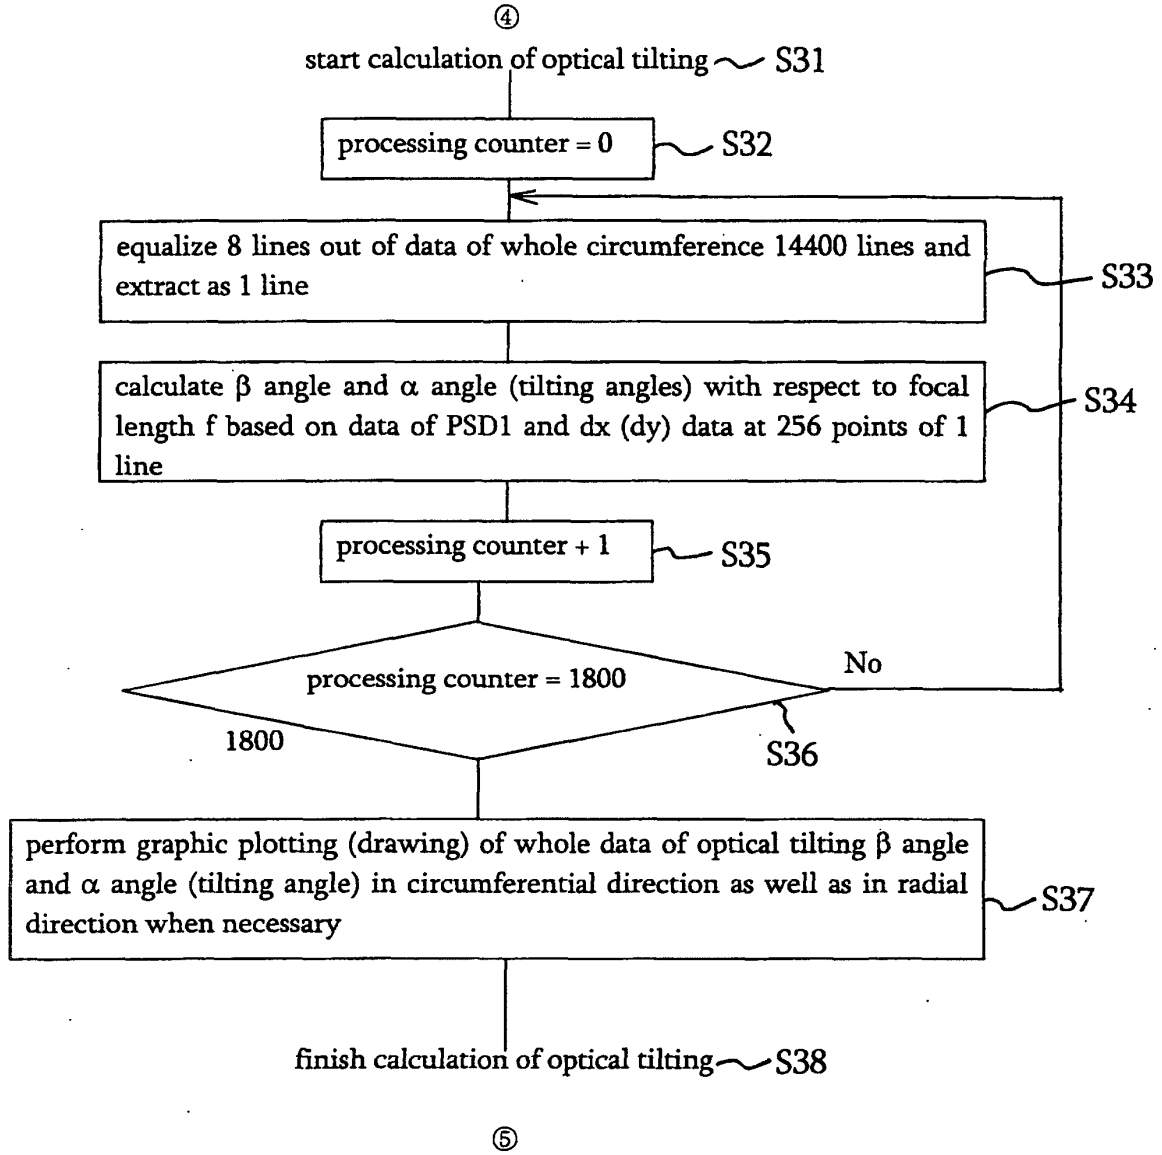 ④
start calculation of optical tilting S31
processing counter = 0 S32
equalize 8 lines out of data of whole circumference 14400 lines and
extract as 1 line
S33
calculate β angle and α angle (tilting angles) with respect to focal
length f based on data of PSD1 and dx (dy) data at 256 points of 1
line
S34
processing counter + 1 S35
processing counter = 1800
No
1800
S36
perform graphic plotting (drawing) of whole data of optical tilting β angle
and α angle (tilting angle) in circumferential direction as well as in radial
direction when necessary
S37
finish calculation of optical tilting S38
⑤